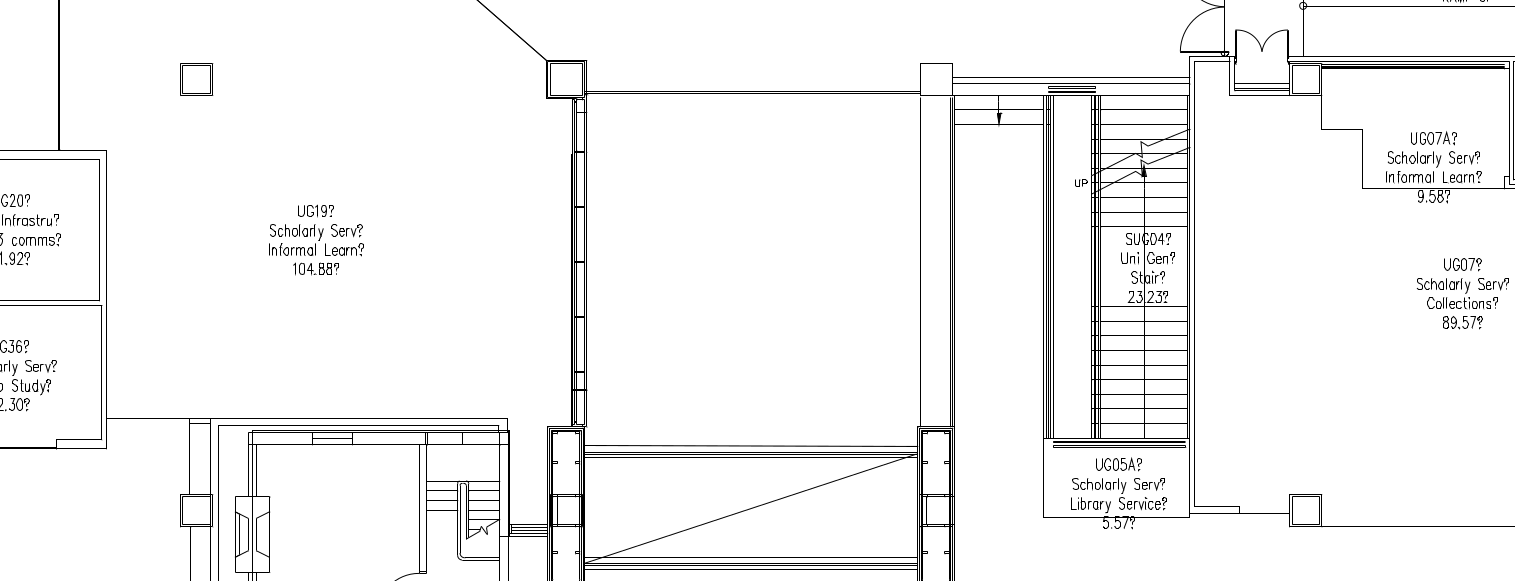 UG19?
Scholarly Serv?
Informal Learn?
104.88?
G20?
Infrastru?
3 comms?
1.92?
G36?
arly Serv?
Study?
2.30?
UP
SUG04?
Uni Gen?
Stair?
23.23?
UG05A?
Scholarly Serv?
Library Service?
5.57?
UG07A?
Scholarly Serv?
Informal Learn?
9.58?
UG07?
Scholarly Serv?
Collections?
89.57?